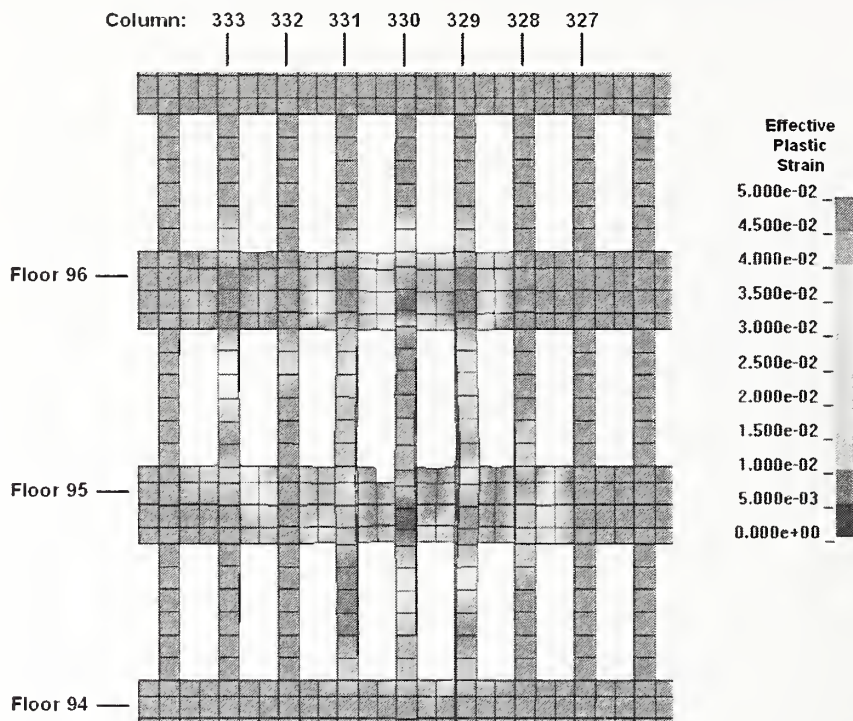 Column: 333 332 331 330 329 328 327
Effective
Plastic
Strain
5.000e-02
4.500e-02
4.000e-02
3.500e-02
3.000e-02
2.500e-02
2.000e-02
1.500e-02
1.000e-02
5.000e-03
0.000e+00
Floor 96
Floor 95
Floor 94